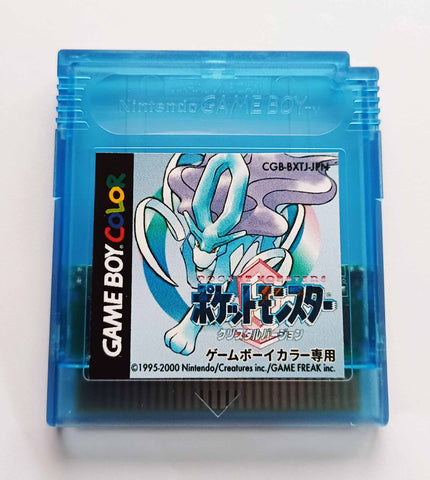 Nintendo GAME BOY
CGB-BXTJ-JPN
GAME BOY COLOR
POCKET MONSTERS
ポケットモンスター
クリスタルバージョン
ゲームボーイカラー専用
©1995-2000 Nintendo/Creatures inc./GAME FREAK inc.